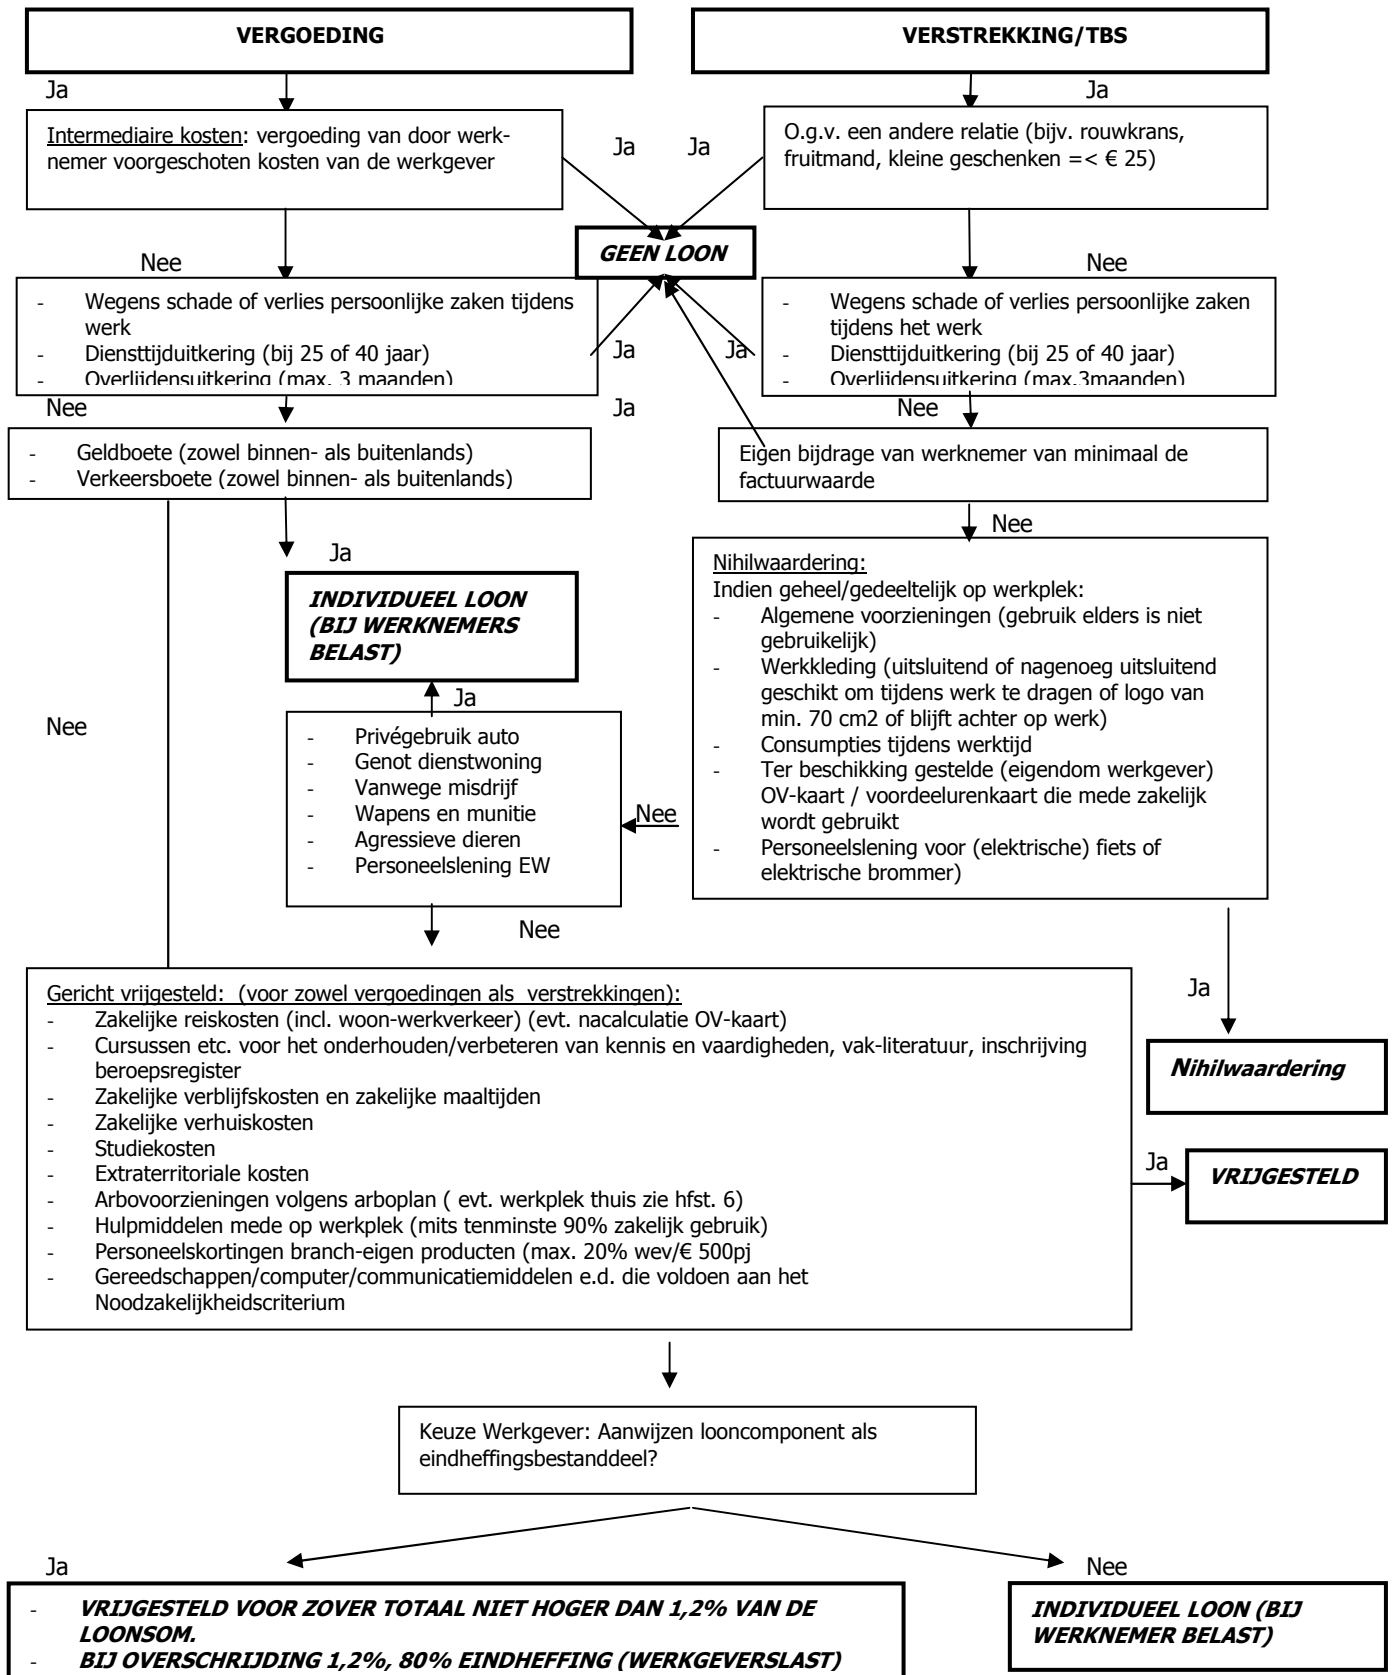 VERGOEDING
VERSTREKKING/TBS
Ja
Ja
Intermediaire kosten: vergoeding van door werk-
nemer voorgeschoten kosten van de werkgever
Ja
Ja
O.g.v. een andere relatie (bijv. rouwkrans,
fruitmand, kleine geschenken =< € 25)
GEEN LOON
Nee
Nee
- Wegens schade of verlies persoonlijke zaken tijdens
werk
- Diensttijduitkering (bij 25 of 40 jaar)
- Overlijdensuitkering (max. 3 maanden)
Ja
Ja
- Wegens schade of verlies persoonlijke zaken
tijdens het werk
- Diensttijduitkering (bij 25 of 40 jaar)
- Overlijdensuitkering (max.3maanden)
Nee
Ja
Nee
- Geldboete (zowel binnen- als buitenlands)
- Verkeersboete (zowel binnen- als buitenlands)
Eigen bijdrage van werknemer van minimaal de
factuurwaarde
Nee
Ja
INDIVIDUEEL LOON
(BIJ WERKNEMERS
BELAST)
Nihilwaardering:
Indien geheel/gedeeltelijk op werkplek:
- Algemene voorzieningen (gebruik elders is niet
gebruikelijk)
- Werkkleding (uitsluitend of nagenoeg uitsluitend
geschikt om tijdens werk te dragen of logo van
min. 70 cm2 of blijft achter op werk)
- Consumpties tijdens werktijd
- Ter beschikking gestelde (eigendom werkgever)
OV-kaart / voordeelurenkaart die mede zakelijk
wordt gebruikt
- Personeelslening voor (elektrische) fiets of
elektrische brommer)
Ja
Nee
- Privégebruik auto
- Genot dienstwoning
- Vanwege misdrijf
- Wapens en munitie
- Agressieve dieren
- Personeelslening EW
Nee
Nee
Gericht vrijgesteld: (voor zowel vergoedingen als verstrekkingen):
- Zakelijke reiskosten (incl. woon-werkverkeer) (evt. nacalculatie OV-kaart)
- Cursussen etc. voor het onderhouden/verbeteren van kennis en vaardigheden, vak-literatuur, inschrijving
beroepsregister
- Zakelijke verblijfskosten en zakelijke maaltijden
- Zakelijke verhuiskosten
- Studiekosten
- Extraterritoriale kosten
- Arbovoorzieningen volgens arboplan ( evt. werkplek thuis zie hfst. 6)
- Hulpmiddelen mede op werkplek (mits tenminste 90% zakelijk gebruik)
- Personeelskortingen branch-eigen producten (max. 20% wev/€ 500pj
- Gereedschappen/computer/communicatiemiddelen e.d. die voldoen aan het
Noodzakelijkheidscriterium
Ja
Nihilwaardering
Ja
VRIJGESTELD
Keuze Werkgever: Aanwijzen looncomponent als
eindheffingsbestanddeel?
Ja
Nee
- VRIJGESTELD VOOR ZOVER TOTAAL NIET HOGER DAN 1,2% VAN DE
LOONSOM.
- BIJ OVERSCHRIJDING 1,2%, 80% EINDHEFFING (WERKGEVERSLAST)
INDIVIDUEEL LOON (BIJ
WERKNEMER BELAST)